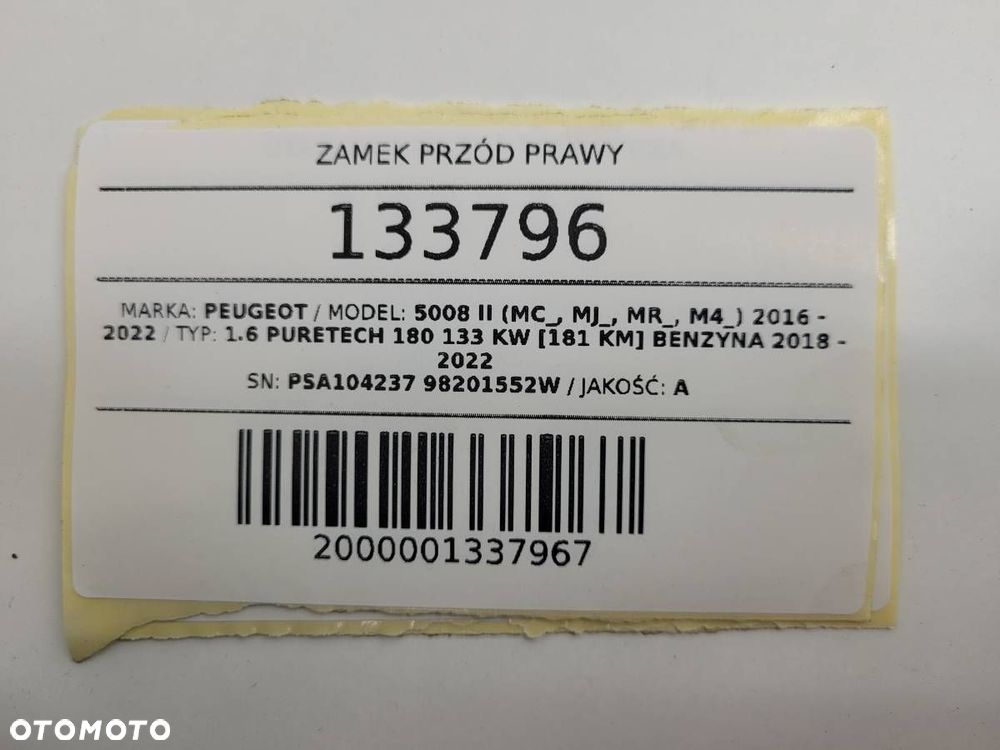 ZAMEK PRZÓD PRAWY
133796
MARKA: PEUGEOT / MODEL: 5008 II (MC_, MJ_, MR_, M4_) 2016 -
2022 / TYP: 1.6 PURETECH 180 133 KW [181 KM] BENZYNA 2018 -
2022
SN: PSA104237 98201552W / JAKOŚĆ: A
2000001337967
OTOMOTO